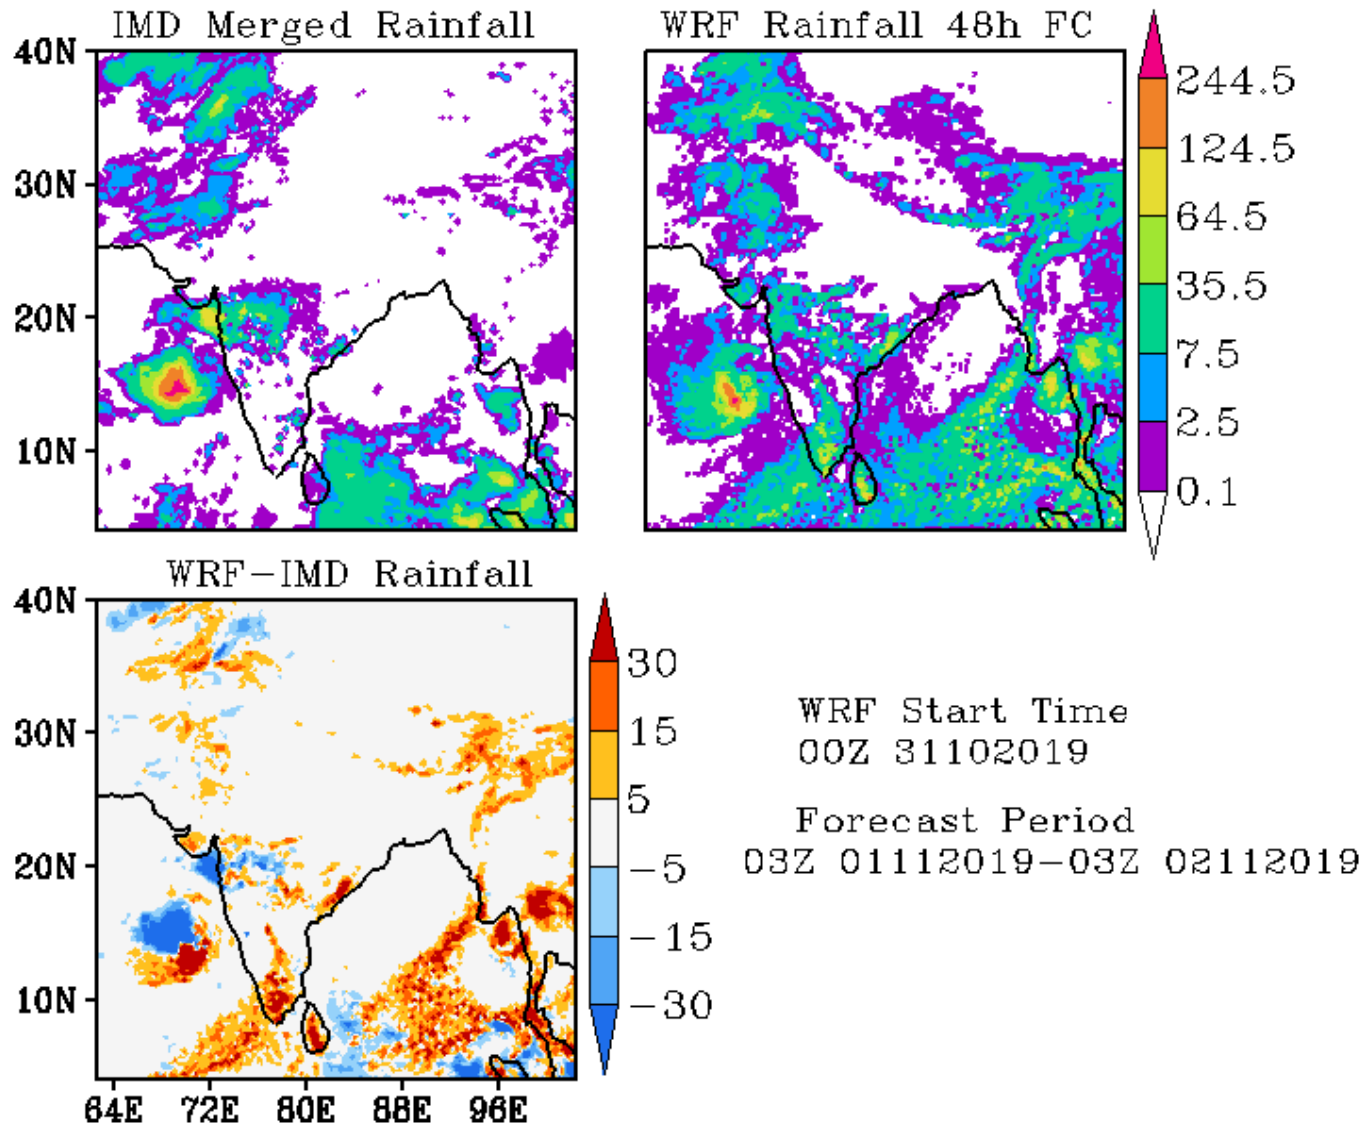 IMD Merged Rainfall
WRF Rainfall 48h FC
40N
30N
20N
10N
244.5
124.5
64.5
35.5
7.5
2.5
0.1
WRF-IMD Rainfall
40N
30N
20N
10N
64E 72E 80E 88E 96E
30
15
5
-5
-15
-30
WRF Start Time
00Z 31102019
Forecast Period
03Z 01112019-03Z 02112019